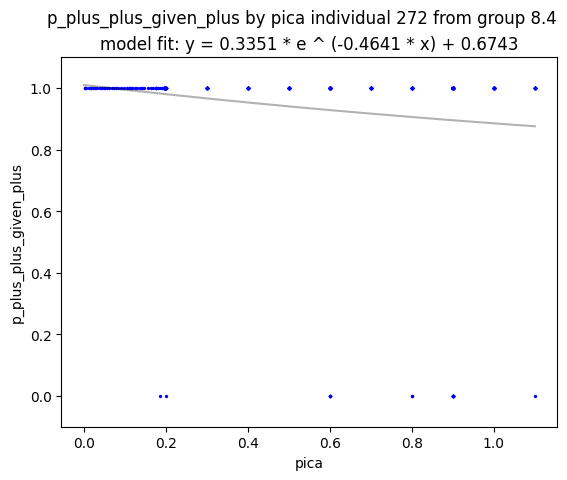 p_plus_plus_given_plus by pica individual 272 from group 8.4
model fit: y = 0.3351 * e ^ (-0.4641 * x) + 0.6743
p_plus_plus_given_plus
1.0
0.8
0.6
0.4
0.2
0.0
0.0 0.2 0.4 0.6 0.8 1.0
pica